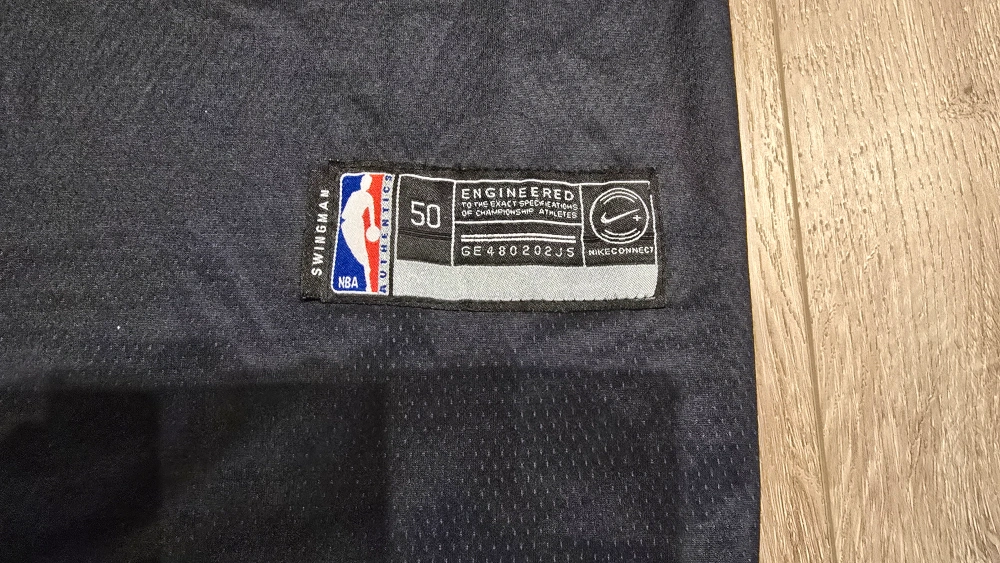 SWINGMAN
NBA
AUTHENTICS
50
ENGINEERED
TO THE EXACT SPECIFICATIONS
OF CHAMPIONSHIP ATHLETES
GE480202JS
NIKECONNECT